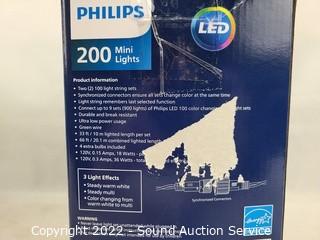 PHILIPS
LED
200 Mini
Lights
Product information
• Two (2) 100 light string sets
• Synchronized connectors ensure all sets change color at the same time
• Light string remembers last selected function
• Connect up to 9 sets (900 lights) of Philips LED 100 color changing light sets
• Durable and break resistant
• Ultra low power usage
• Green wire
• 33 ft / 10 m lighted length per set
• 66 ft / 20.1 m combined lighted length
• 4 extra bulbs included
• 120V, 0.15 Amps, 18 Watts -
• 120V, 0.3 Amps, 36 Watts - total
3 Light Effects
• Steady warm white
• Steady multi
• Color changing from
warm white to multi
Synchronized Connectors
WARNING
Copyright 2022 - Sound Auction Service